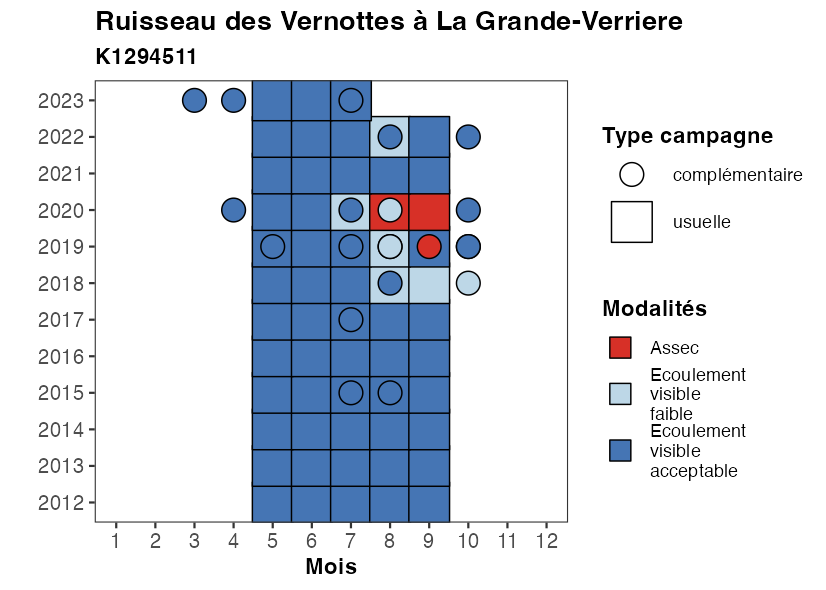 Ruisseau des Vernottes à La Grande-Verriere
K1294511
2023
2022
2021
2020
2019
2018
2017
2016
2015
2014
2013
2012
1 2 3 4 5 6 7 8 9 10 11 12
Mois
Type campagne
complémentaire
usuelle
Modalités
Assec
Ecoulement
visible
faible
Ecoulement
visible
acceptable